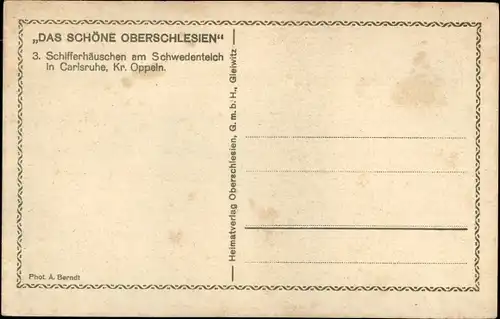 „DAS SCHÖNE OBERSCHLESIEN“
3. Schifferhäuschen am Schwedenteich
in Carlsruhe, Kr. Oppeln.
Heimatverlag Oberschlesien, G. m. b. H., Gleiwitz
Phot. A. Berndt